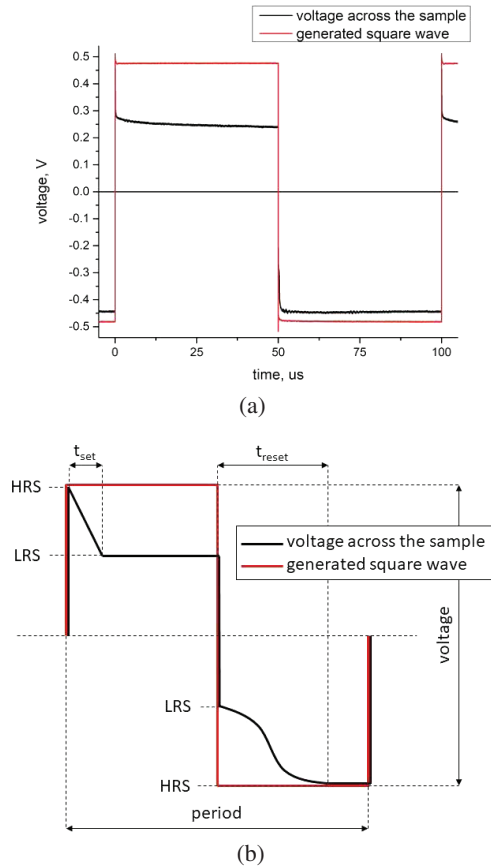 voltage across the sample
generated square wave
0.5
0.4
0.3
0.2
0.1
0.0
-0.1
-0.2
-0.3
-0.4
-0.5
voltage, V
0
25
50
75
100
time, us
(a)
t_set
t_reset
HRS
LRS
voltage across the sample
generated square wave
voltage
LRS
HRS
period
(b)